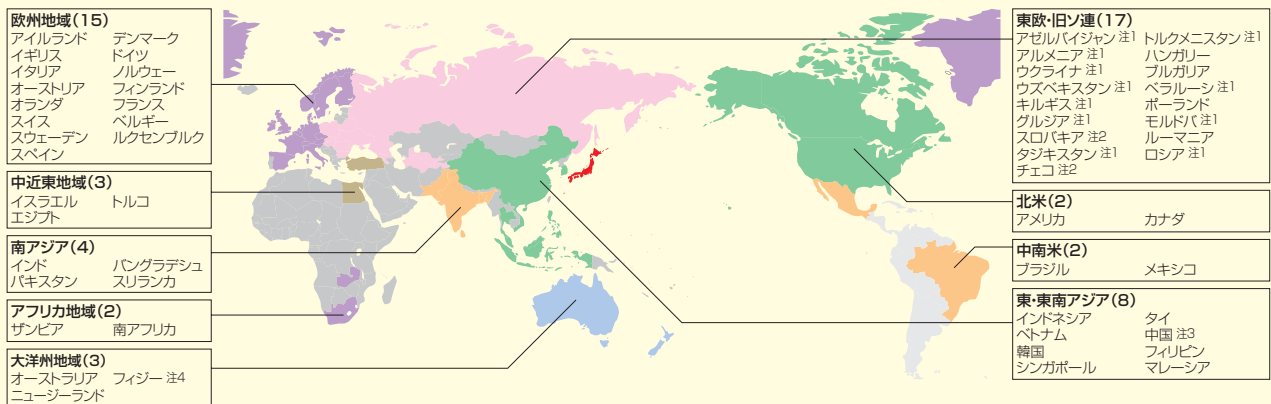 欧州地域(15)
アイルランド デンマーク
イギリス ドイツ
イタリア ノルウェー
オーストリア フィンランド
オランダ フランス
スイス ベルギー
スウェーデン ルクセンブルク
スペイン
中近東地域(3)
イスラエル トルコ
エジプト
南アジア(4)
インド バングラデシュ
パキスタン スリランカ
アフリカ地域(2)
ザンビア 南アフリカ
大洋州地域(3)
オーストラリア フィジー 注4
ニュージーランド
東欧・旧ソ連(17)
アゼルバイジャン 注1 トルクメニスタン 注1
アルメニア 注1 ハンガリー
ウクライナ 注1 ブルガリア
ウズベキスタン 注1 ベラルーシ 注1
キルギス 注1 ポーランド
グルジア 注1 モルドバ 注1
スロバキア 注2 ルーマニア
タジキスタン 注1 ロシア 注1
チェコ 注2
北米(2)
アメリカ カナダ
中南米(2)
ブラジル メキシコ
東・東南アジア(8)
インドネシア タイ
ベトナム 中国 注3
韓国 フィリピン
シンガポール マレーシア